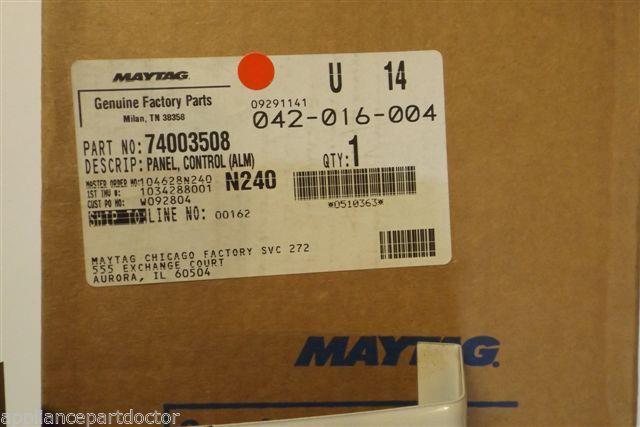 MAYTAG
Genuine Factory Parts
Milan, TN 38358
U 14
09291141
042-016-004
PART NO: 74003508
DESCRIP: PANEL, CONTROL (ALM)
QTY: 1
MASTER ORDER NO: 104628N240 N240
1ST THU #: 1034288001
CUST PO NO: W092804
*0510363*
SHIP TO LINE NO: 00162
MAYTAG CHICAGO FACTORY SVC 272
555 EXCHANGE COURT
AURORA, IL 60504
MAYTAG
© appliancepartdoctor